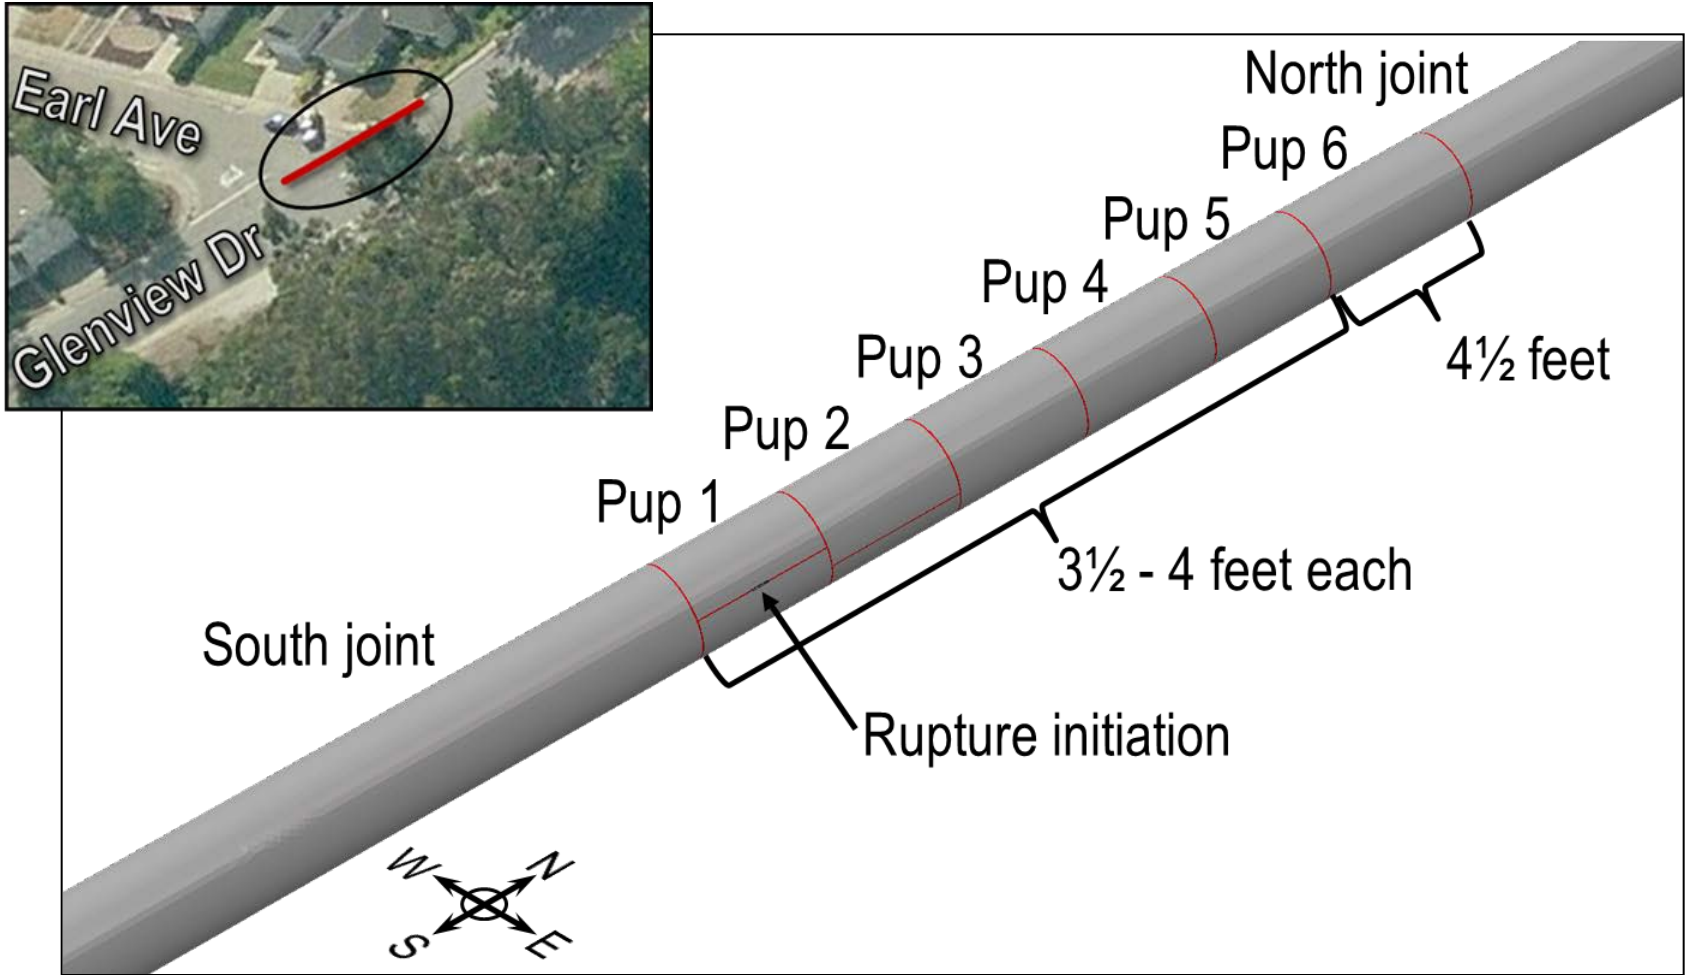 Earl Ave
Glenview Dr
North joint
Pup 6
Pup 5
Pup 4
Pup 3
Pup 2
Pup 1
South joint
4½ feet
3½ - 4 feet each
Rupture initiation
W
N
S
E